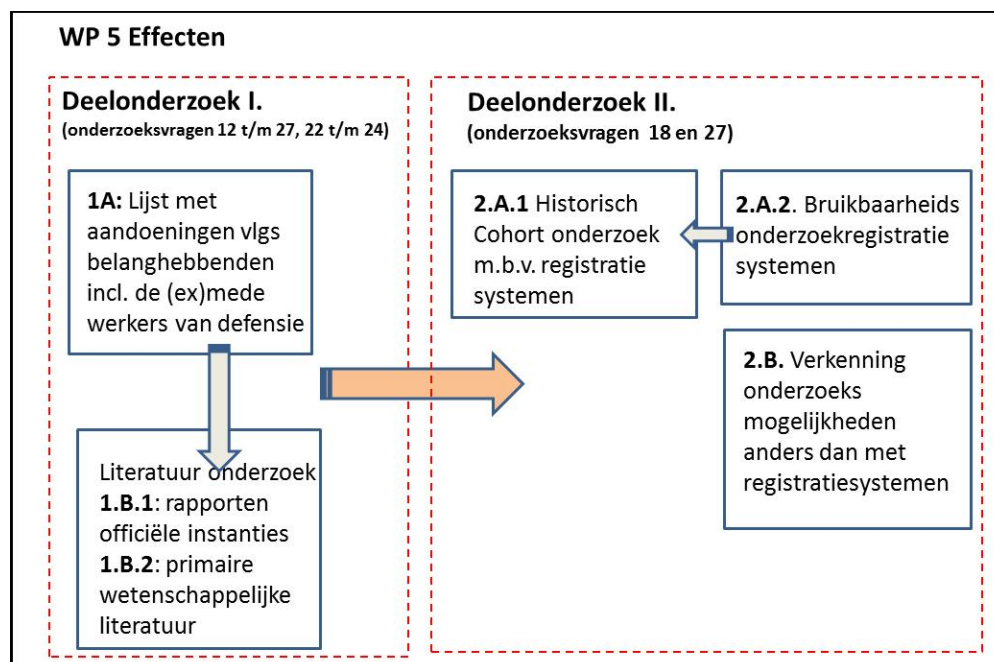 WP 5 Effecten
Deelonderzoek I.
(onderzoeksvragen 12 t/m 27, 22 t/m 24)
1A: Lijst met
aandoeningen vlgs
belanghebbenden
incl. de (ex)mede
werkers van defensie
Literatuur onderzoek
1.B.1: rapporten
officiële instanties
1.B.2: primaire
wetenschappelijke
literatuur
Deelonderzoek II.
(onderzoeksvragen 18 en 27)
2.A.1 Historisch
Cohort onderzoek
m.b.v. registratie
systemen
2.A.2. Bruikbaarheids
onderzoekregistratie
systemen
2.B. Verkenning
onderzoeks
mogelijkheden
anders dan met
registratiesystemen